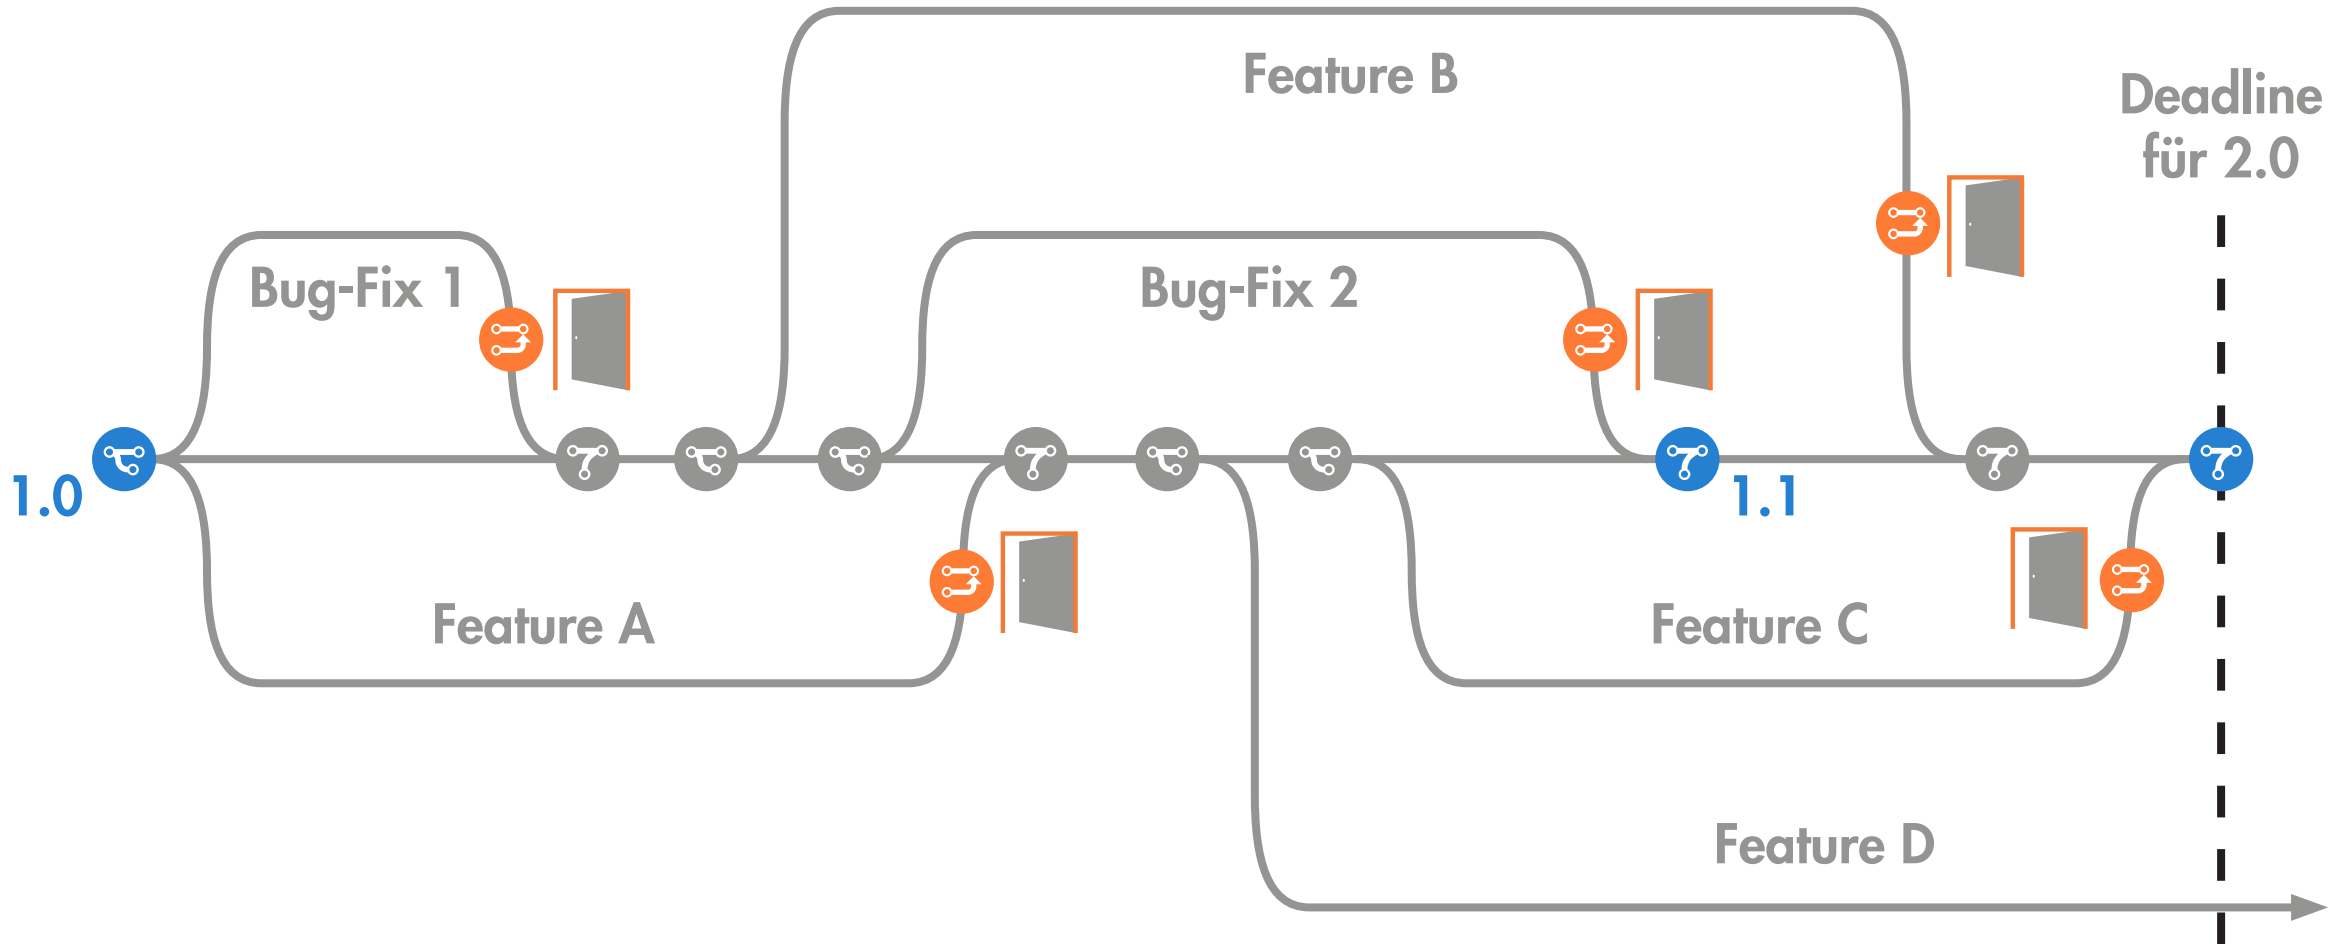 Feature B
Deadline
für 2.0
Bug-Fix 1
Bug-Fix 2
1.0
1.1
Feature A
Feature C
Feature D